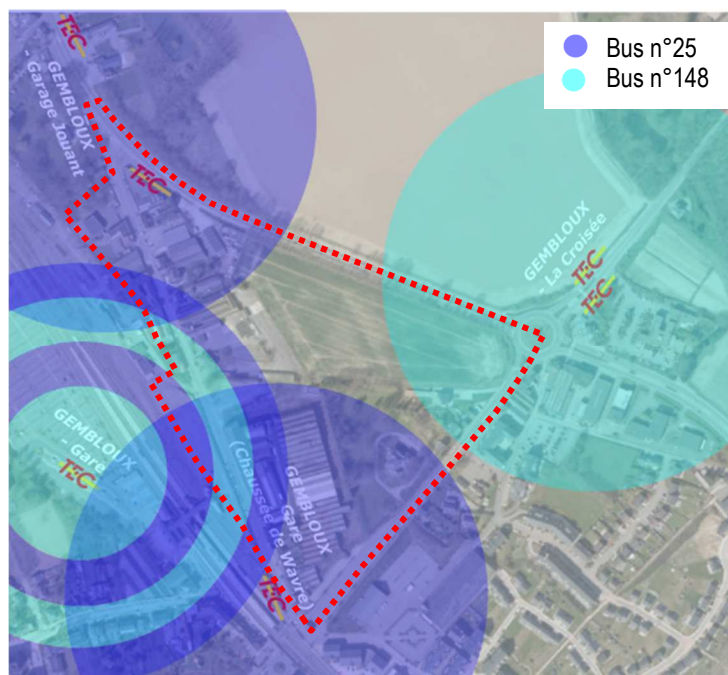 Bus n°25
Bus n°148
TEC
GEMBLOUX
- Garage Jouant
TEC
GEMBLOUX
- La Croisée
TEC
TEC
GEMBLOUX
- Gare
TEC
GEMBLOUX
- Gare
(Chaussée de Wavre)
TEC